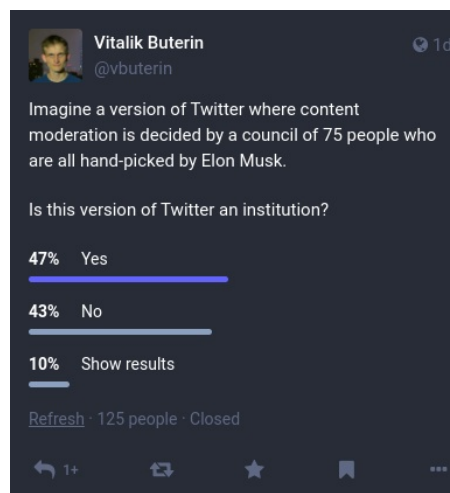 Vitalik Buterin
1d
@vbuterin
Imagine a version of Twitter where content
moderation is decided by a council of 75 people who
are all hand-picked by Elon Musk.
Is this version of Twitter an institution?
47% Yes
43% No
10% Show results
Refresh · 125 people · Closed
1+